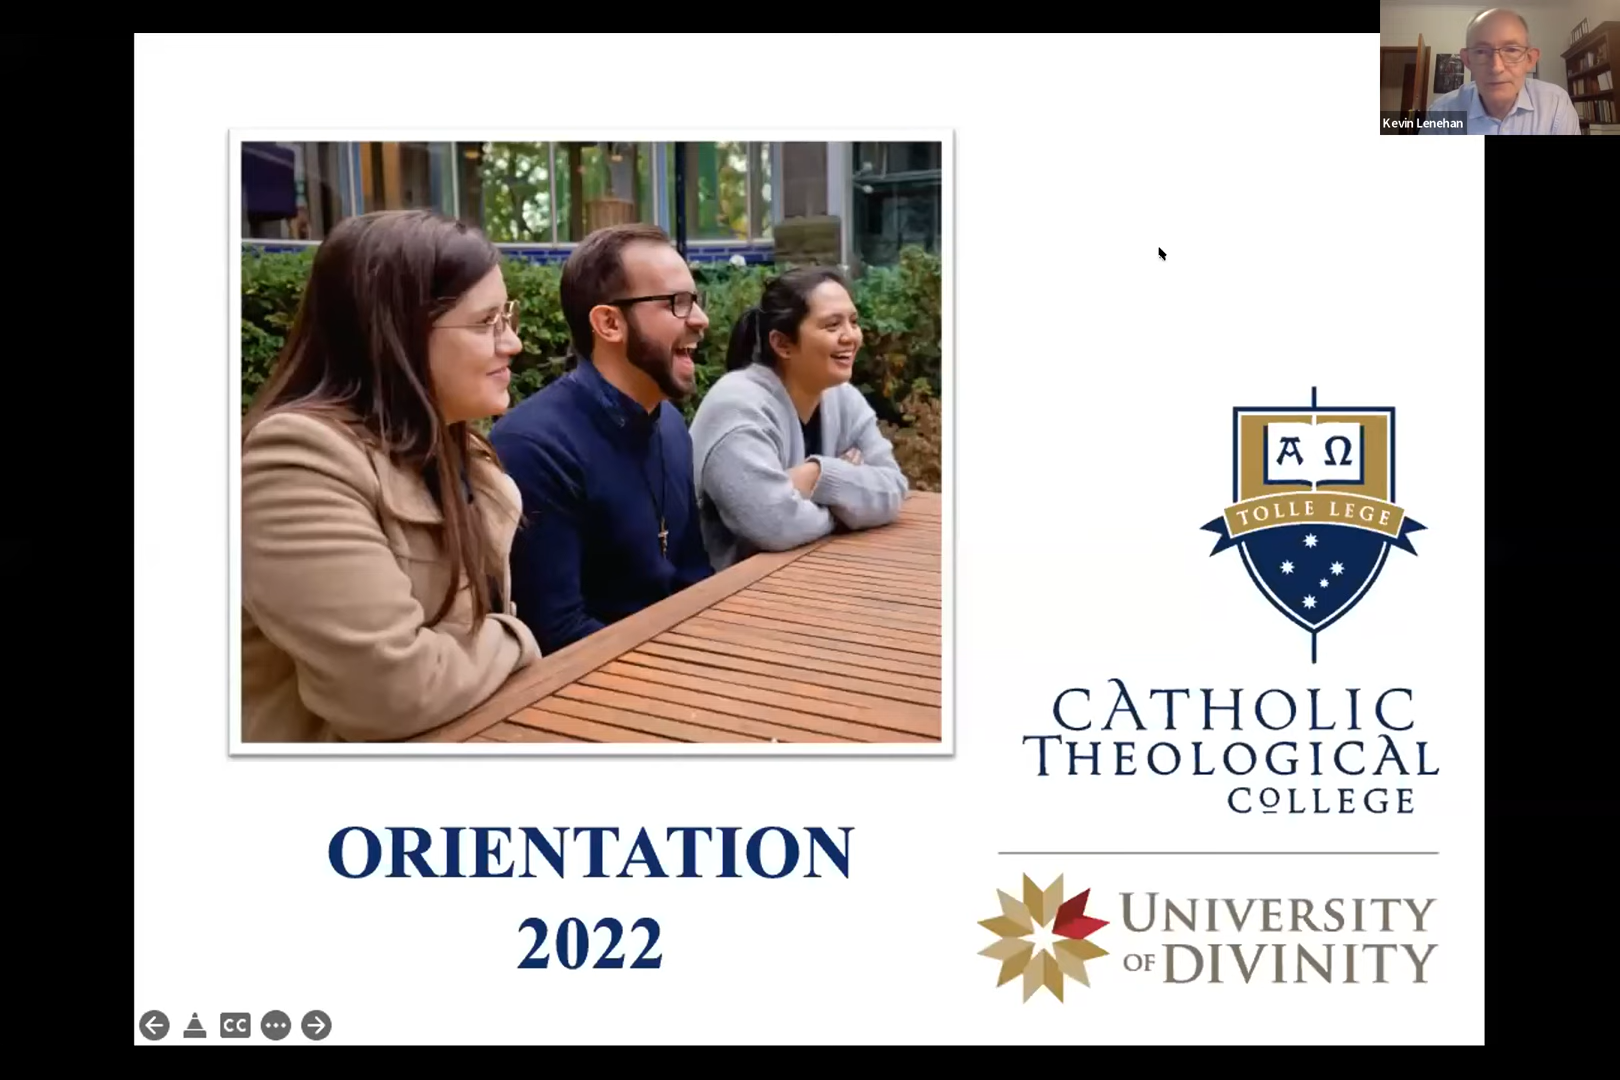 Kevin Lenehan
A Ω
TOLLE LEGE
CATHOLIC
THEOLOGICAL
COLLEGE
ORIENTATION
2022
UNIVERSITY
OF DIVINITY
CC